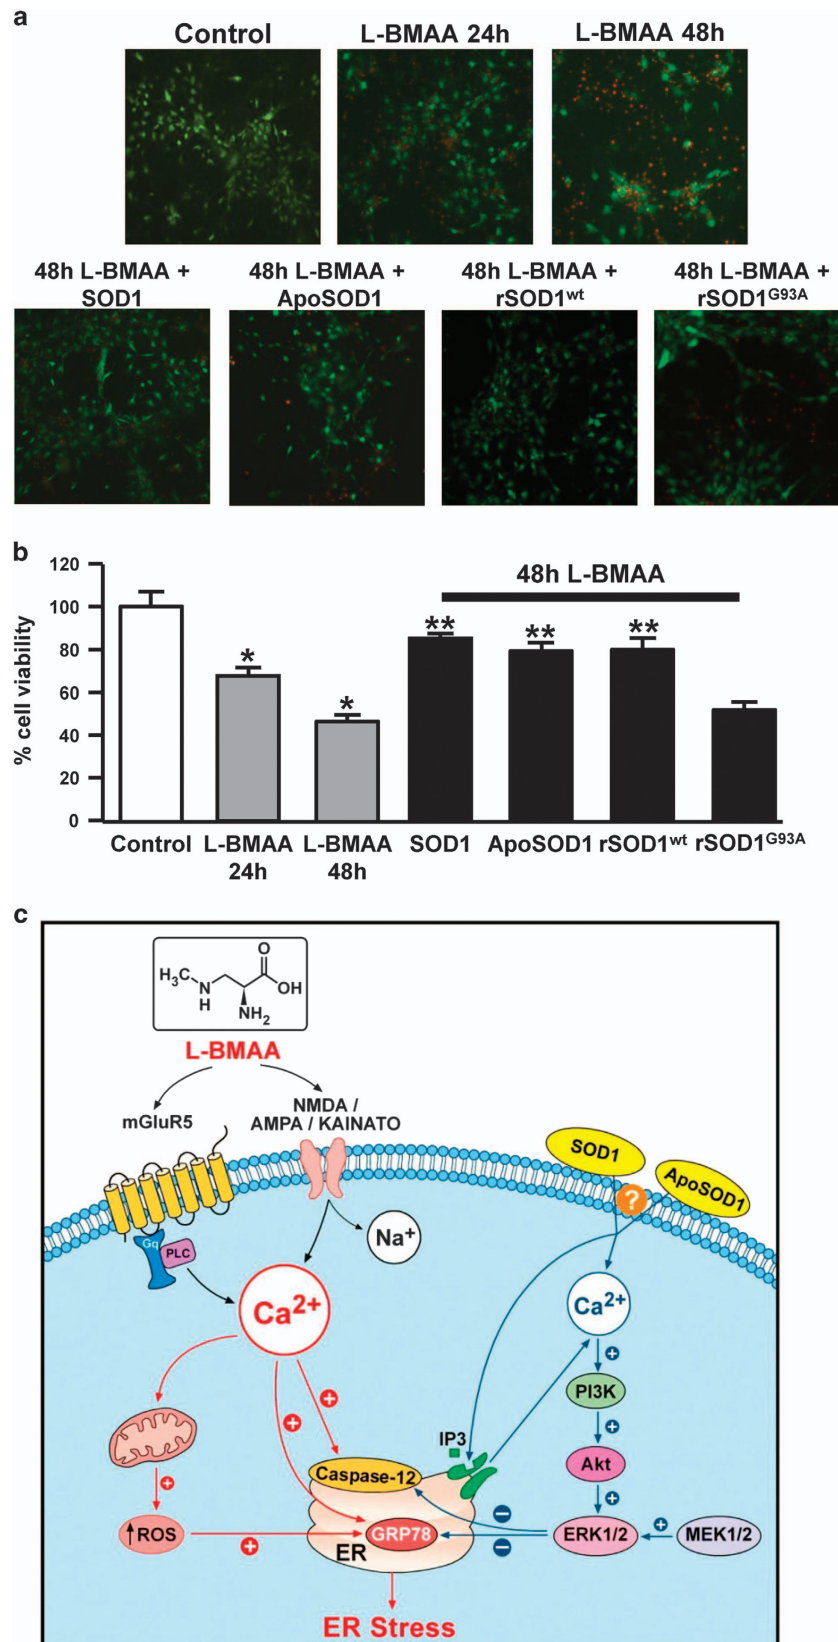 a
Control
L-BMAA 24h
L-BMAA 48h
48h L-BMAA +
SOD1
48h L-BMAA +
ApoSOD1
48h L-BMAA +
rSOD1wt
48h L-BMAA +
rSOD1G93A
b
120
100
80
60
40
20
0
% cell viability
48h L-BMAA
*
*
**
**
**
Control
L-BMAA
24h
L-BMAA
48h
SOD1
ApoSOD1
rSOD1wt
rSOD1G93A
c
O
H3C
N
H
OH
NH2
L-BMAA
mGluR5
NMDA /
AMPA / KAINATO
SOD1
ApoSOD1
?
Gq
PLC
Na+
Ca2+
Ca2+
+
PI3K
+
Akt
+
ERK1/2
+
MEK1/2
IP3
+
+
Caspase-12
GRP78
ER
−
−
+
↑ROS
+
ER Stress